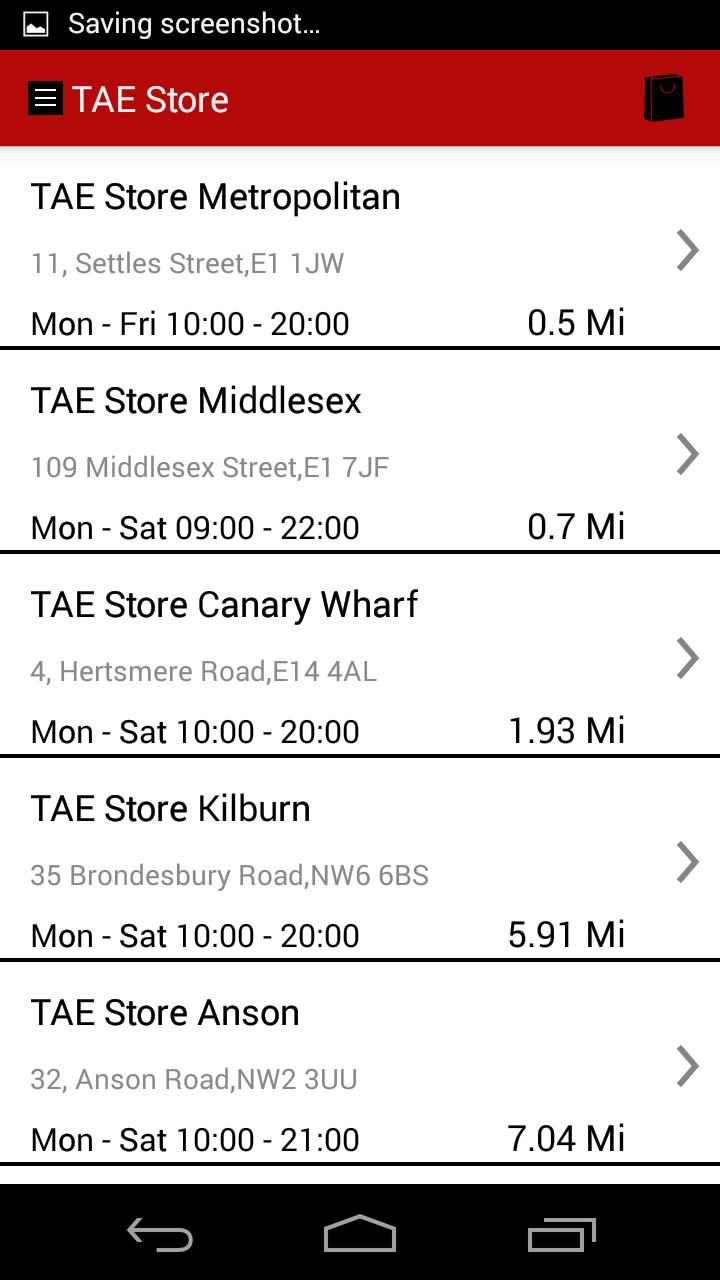 Saving screenshot...
TAE Store
TAE Store Metropolitan
11, Settles Street,E1 1JW
Mon - Fri 10:00 - 20:00 0.5 Mi
TAE Store Middlesex
109 Middlesex Street,E1 7JF
Mon - Sat 09:00 - 22:00 0.7 Mi
TAE Store Canary Wharf
4, Hertsmere Road,E14 4AL
Mon - Sat 10:00 - 20:00 1.93 Mi
TAE Store Kilburn
35 Brondesbury Road,NW6 6BS
Mon - Sat 10:00 - 20:00 5.91 Mi
TAE Store Anson
32, Anson Road,NW2 3UU
Mon - Sat 10:00 - 21:00 7.04 Mi